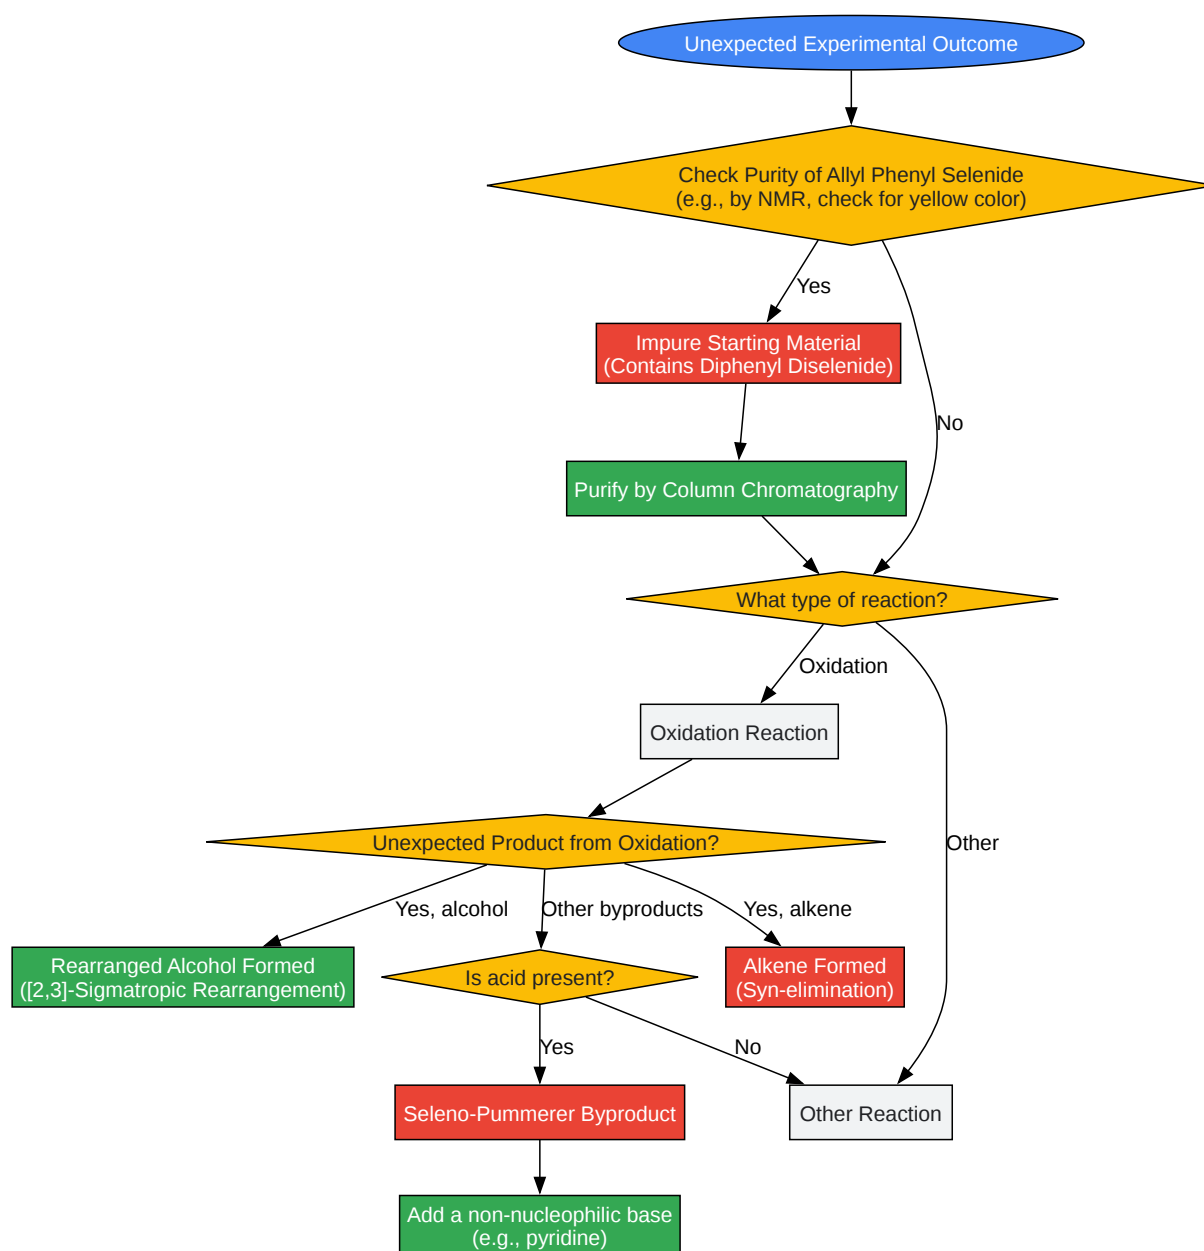 Unexpected Experimental Outcome
Check Purity of Allyl Phenyl Selenide
(e.g., by NMR, check for yellow color)
Yes
Impure Starting Material
(Contains Diphenyl Diselenide)
No
Purify by Column Chromatography
What type of reaction?
Oxidation
Oxidation Reaction
Unexpected Product from Oxidation?
Other
Yes, alcohol
Other byproducts
Yes, alkene
Rearranged Alcohol Formed
([2,3]-Sigmatropic Rearrangement)
Is acid present?
Alkene Formed
(Syn-elimination)
Yes
No
Seleno-Pummerer Byproduct
Other Reaction
Add a non-nucleophilic base
(e.g., pyridine)